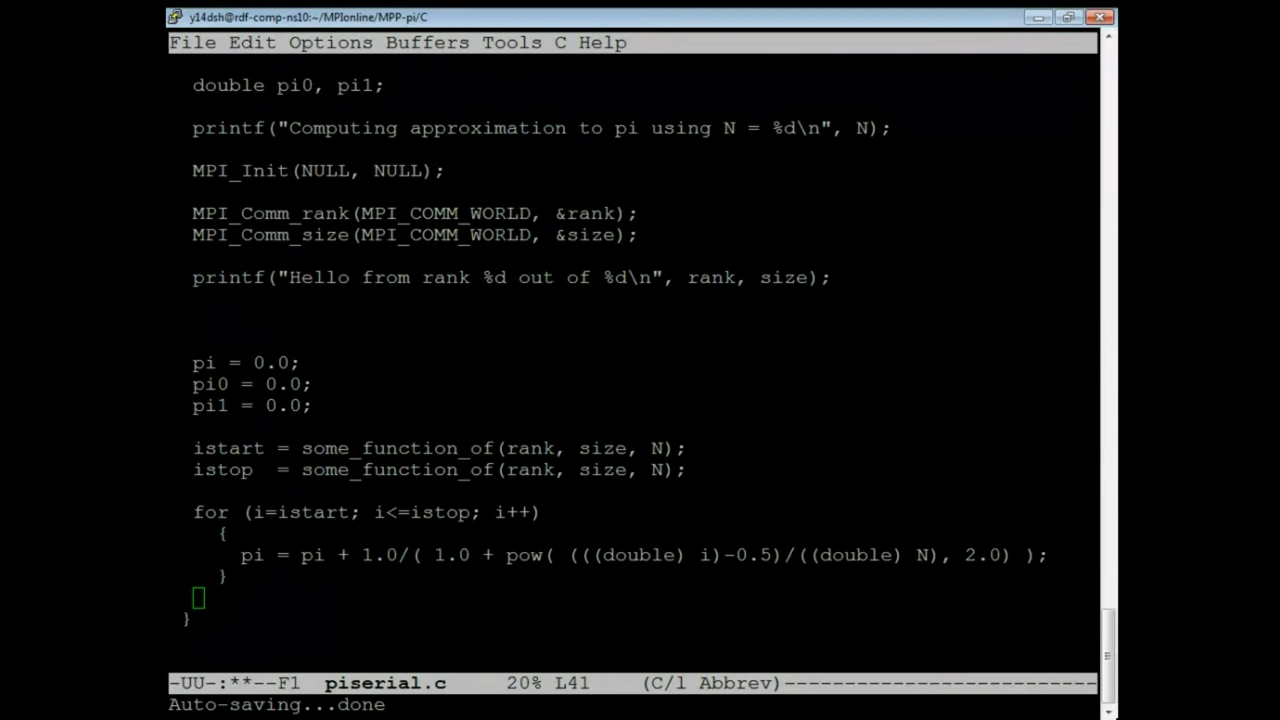 y14dsh@rdf-comp-ns10:~/MPIonline/MPP-pi/C
File Edit Options Buffers Tools C Help
double pi0, pi1;
printf("Computing approximation to pi using N = %d\n", N);
MPI_Init(NULL, NULL);
MPI_Comm_rank(MPI_COMM_WORLD, &rank);
MPI_Comm_size(MPI_COMM_WORLD, &size);
printf("Hello from rank %d out of %d\n", rank, size);
pi = 0.0;
pi0 = 0.0;
pi1 = 0.0;
istart = some_function_of(rank, size, N);
istop  = some_function_of(rank, size, N);
for (i=istart; i<=istop; i++)
{
pi = pi + 1.0/( 1.0 + pow( (((double) i)-0.5)/((double) N), 2.0) );
}
}
-UU-:**--F1  piserial.c     20% L41    (C/l Abbrev)--------------------------
Auto-saving...done